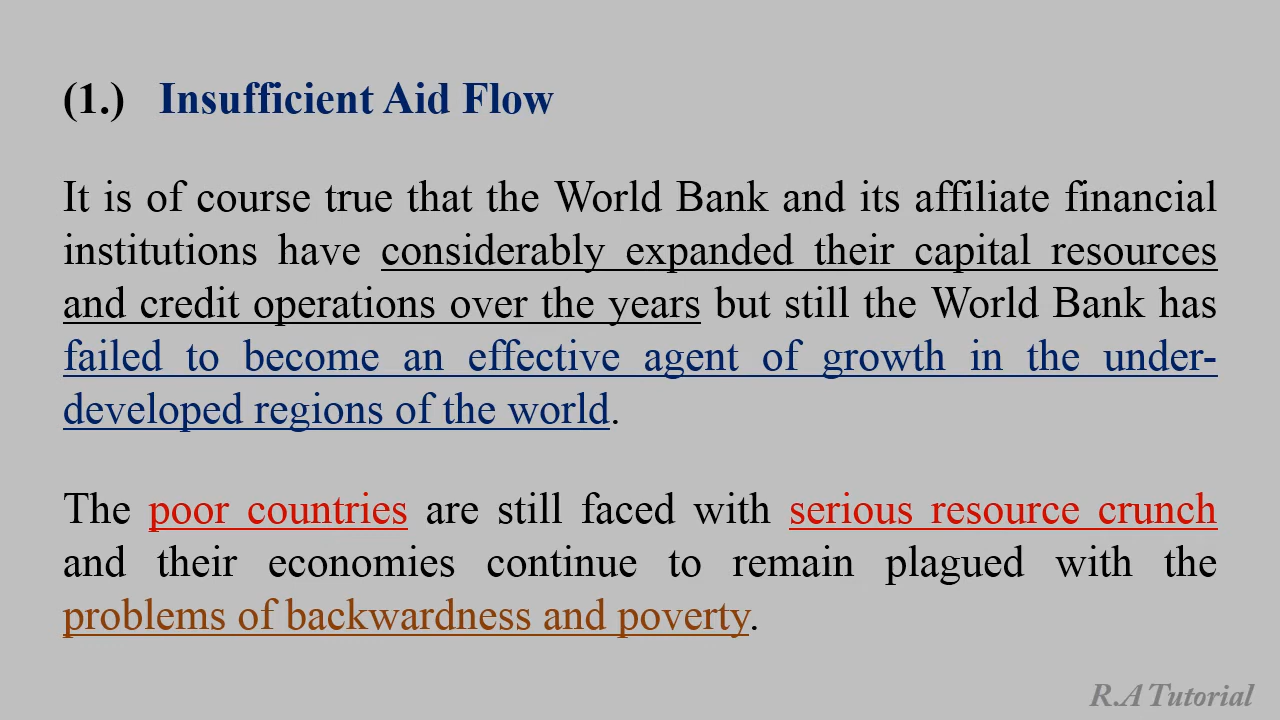 (1.) Insufficient Aid Flow
It is of course true that the World Bank and its affiliate financial
institutions have considerably expanded their capital resources
and credit operations over the years but still the World Bank has
failed to become an effective agent of growth in the under-
developed regions of the world.
The poor countries are still faced with serious resource crunch
and their economies continue to remain plagued with the
problems of backwardness and poverty.
R.A Tutorial